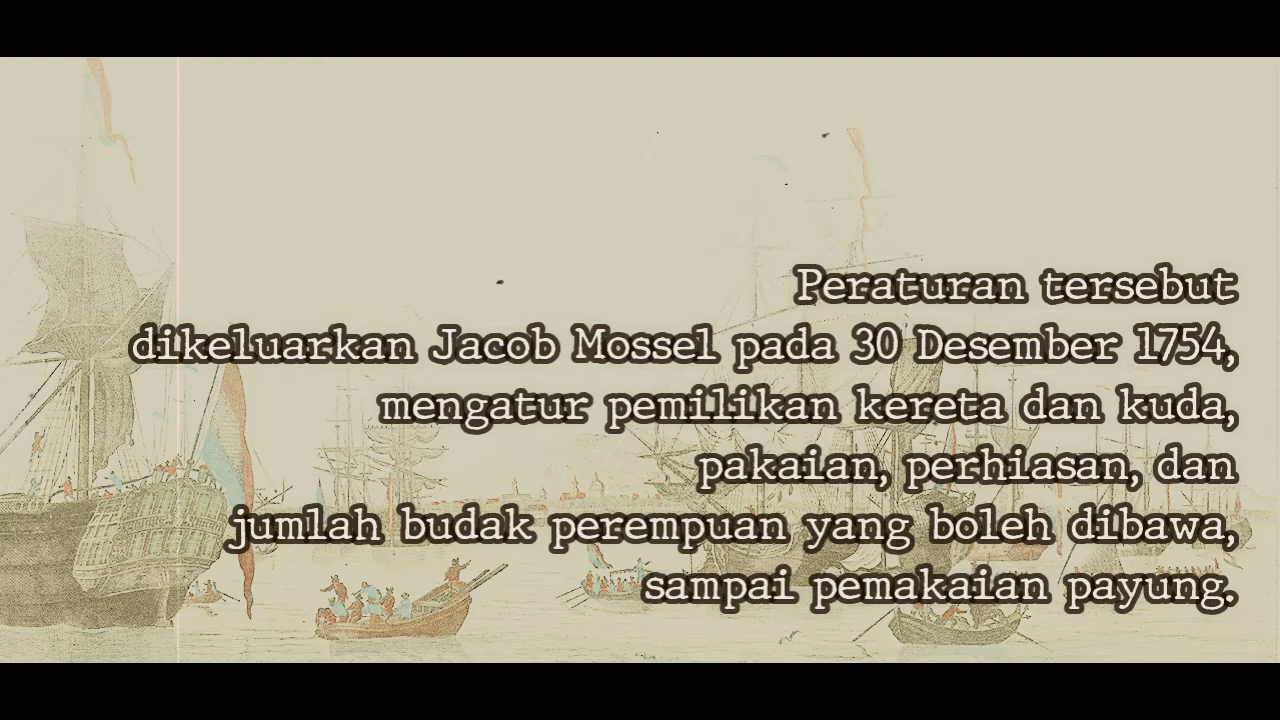 Peraturan tersebut
dikeluarkan Jacob Mossel pada 30 Desember 1754,
mengatur pemilikan kereta dan kuda,
pakaian, perhiasan, dan
jumlah budak perempuan yang boleh dibawa,
sampai pemakaian payung.